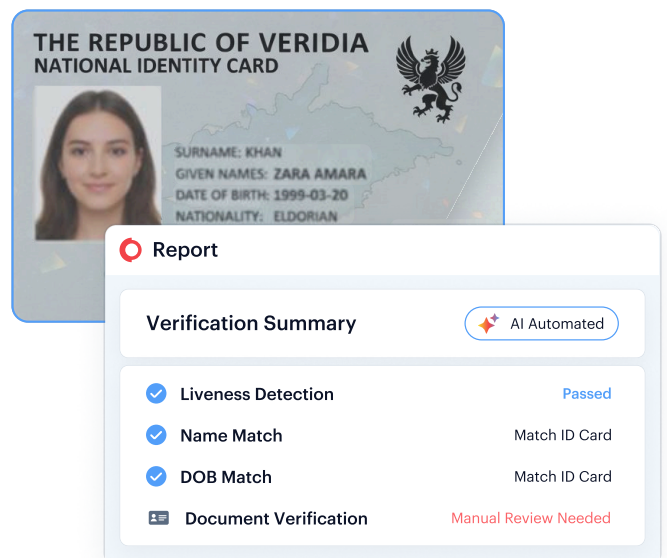 THE REPUBLIC OF VERIDIA
NATIONAL IDENTITY CARD
SURNAME: KHAN
GIVEN NAMES: ZARA AMARA
DATE OF BIRTH: 1999-03-20
NATIONALITY: ELDORIAN
Report
Verification Summary
AI Automated
Liveness Detection Passed
Name Match Match ID Card
DOB Match Match ID Card
Document Verification Manual Review Needed